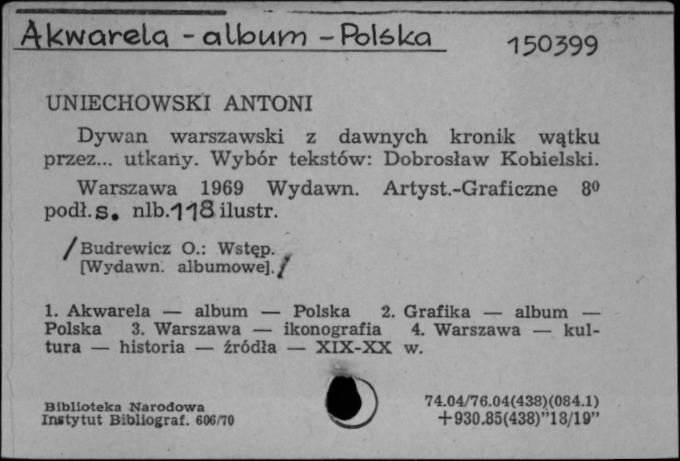 Akwarela - album - Polska
150399
UNIECHOWSKI ANTONI
Dywan warszawski z dawnych kronik wątku
przez... utkany. Wybór tekstów: Dobrosław Kobielski.
Warszawa 1969 Wydawn. Artyst.-Graficzne 8⁰
podł. s. nlb. 118 ilustr.
/ Budrewicz O.: Wstęp.
[Wydawn. albumowe]. /
1. Akwarela — album — Polska 2. Grafika — album —
Polska 3. Warszawa — ikonografia 4. Warszawa — kul-
tura — historia — źródła — XIX-XX w.
Biblioteka Narodowa
Instytut Bibliograf. 606/70
74.04/76.04(438)(084.1)
+930.85(438)"18/19"